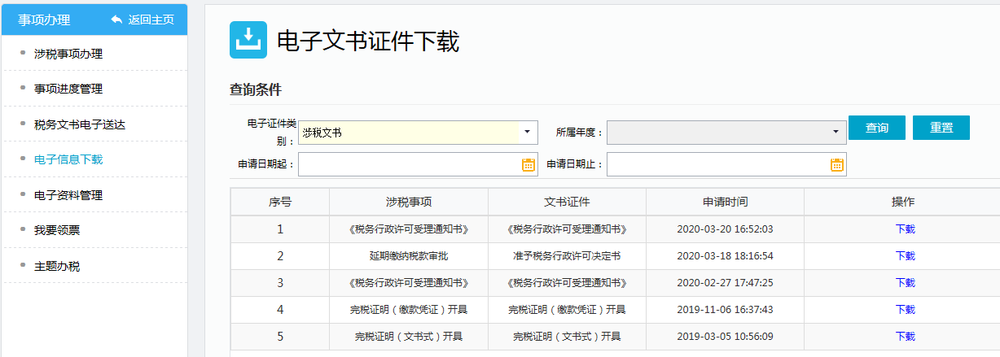 事项办理 返回主页
涉税事项办理
事项进度管理
税务文书电子送达
电子信息下载
电子资料管理
我要领票
主题办税
电子文书证件下载
查询条件
电子证件类
别： 涉税文书 所属年度： 查询 重置
申请日期起： 申请日期止：
序号 涉税事项 文书证件 申请时间 操作
1 《税务行政许可受理通知书》 《税务行政许可受理通知书》 2020-03-20 16:52:03 下载
2 延期缴纳税款审批 准予税务行政许可决定书 2020-03-18 18:16:54 下载
3 《税务行政许可受理通知书》 《税务行政许可受理通知书》 2020-02-27 17:47:25 下载
4 完税证明（缴款凭证）开具 完税证明（缴款凭证）开具 2019-11-06 16:37:43 下载
5 完税证明（文书式）开具 完税证明（文书式）开具 2019-03-05 10:56:09 下载